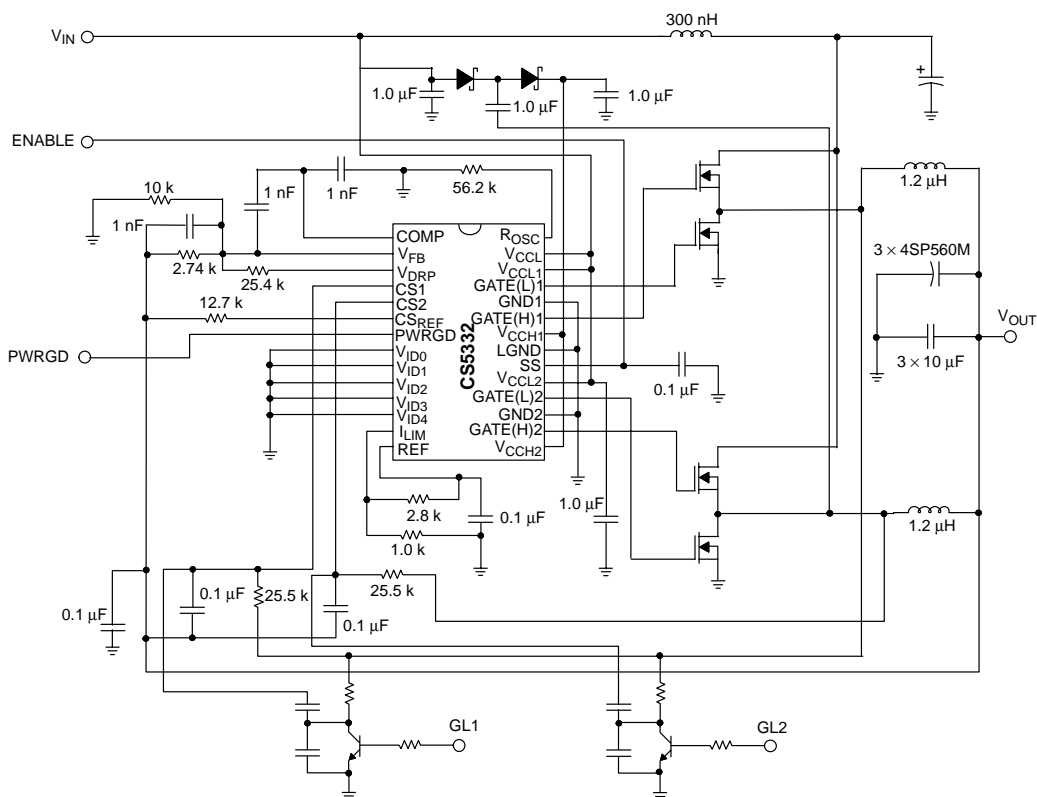 300 nH
V_IN
1.0 μF
1.0 μF
1.0 μF
+
ENABLE
10 k
1 nF
1 nF
56.2 k
1 nF
2.74 k
25.4 k
12.7 k
PWRGD
COMP
V_FB
V_DRP
CS1
CS2
CS_REF
PWRGD
V_ID0
V_ID1
V_ID2
V_ID3
V_ID4
I_LIM
REF
CS5332
R_OSC
V_CCL
V_CCL1
GATE(L)1
GND1
GATE(H)1
V_CCH1
LGND
SS
V_CCL2
GATE(L)2
GND2
GATE(H)2
V_CCH2
1.2 μH
3 × 4SP560M
V_OUT
3 × 10 μF
0.1 μF
2.8 k
1.0 k
0.1 μF
1.0 μF
1.2 μH
0.1 μF
0.1 μF
25.5 k
25.5 k
0.1 μF
GL1
GL2